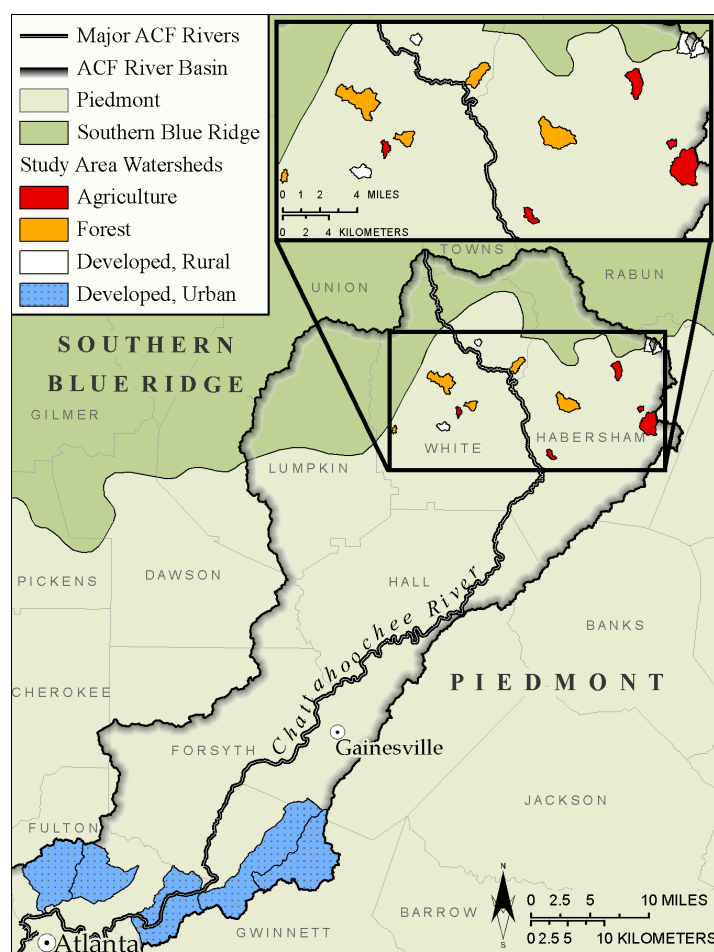 Major ACF Rivers
ACF River Basin
Piedmont
Southern Blue Ridge
Study Area Watersheds
Agriculture
Forest
Developed, Rural
Developed, Urban
0 1 2 4 MILES
0 2 4 KILOMETERS
TOWNS
UNION
RABUN
SOUTHERN
BLUE RIDGE
GILMER
WHITE
HABERSHAM
LUMPKIN
PICKENS
DAWSON
HALL
BANKS
Chattahoochee River
PIEDMONT
CHEROKEE
FORSYTH
Gainesville
JACKSON
FULTON
N
W E
S
0 2.5 5 10 MILES
0 2.5 5 10 KILOMETERS
BARROW
GWINNETT
Atlanta